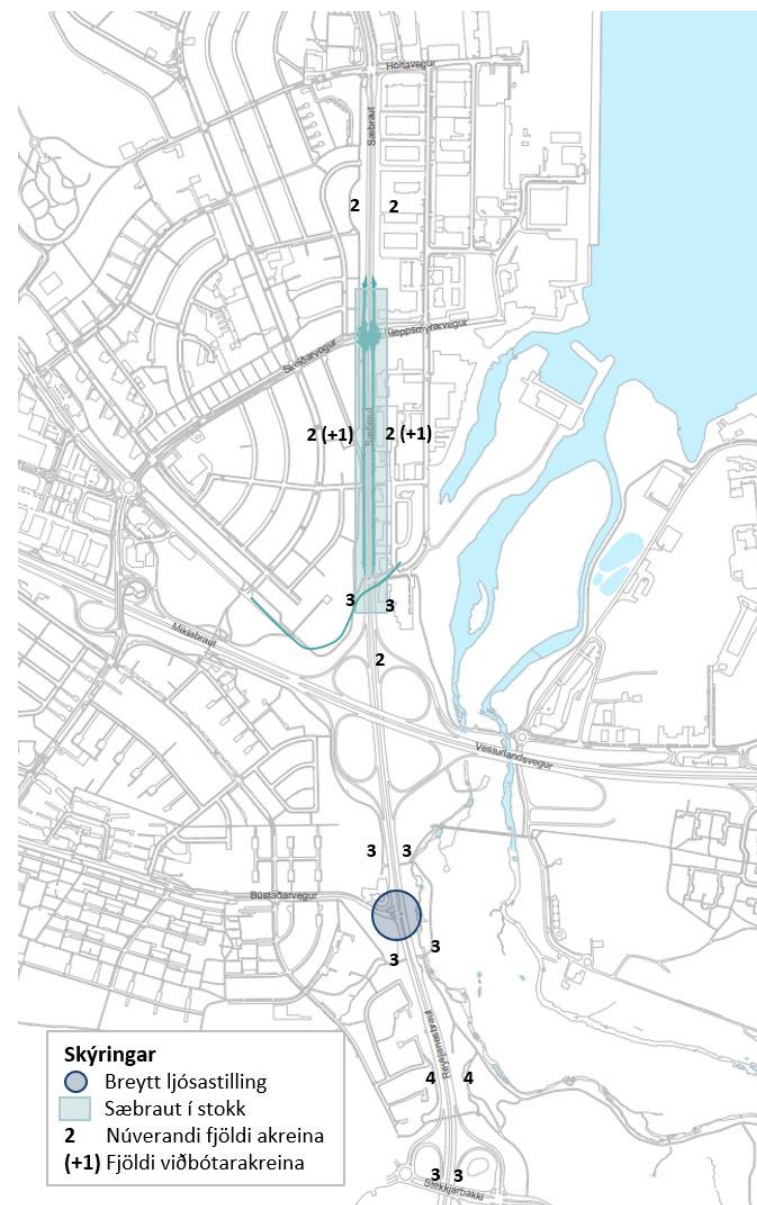 Holtavegur
Sæbraut
2 2
Kleppsmýrarvegur
Skeiðarvogur
2 (+1) Sæbraut 2 (+1)
3 3
Miklabraut
2
Vesturlandsvegur
3 3
Bústaðarvegur
3
3
Reykjanesbraut
4 4
3 3
Stekkjarbakki
Skýringar
Breytt ljósastilling
Sæbraut í stokk
2 Núverandi fjöldi akreina
(+1) Fjöldi viðbótarakreina